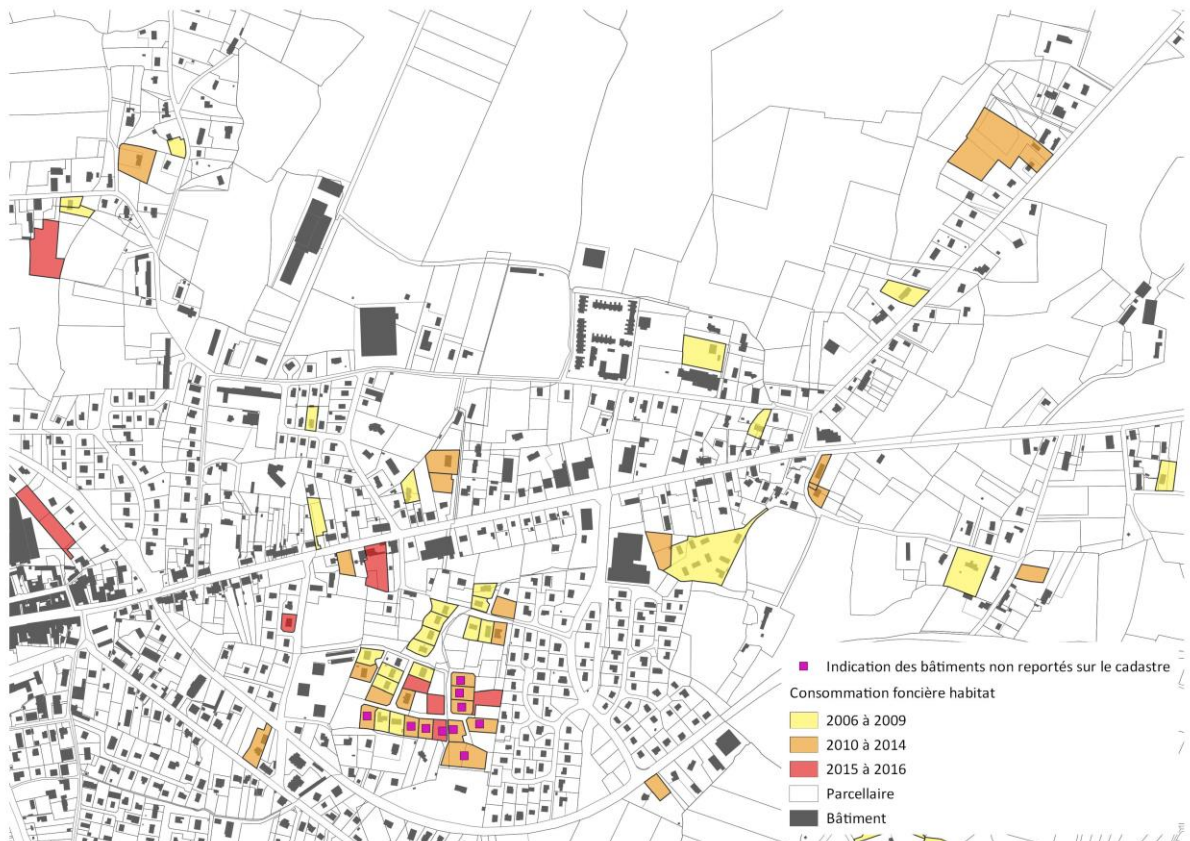 Indication des bâtiments non reportés sur le cadastre
Consommation foncière habitat
2006 à 2009
2010 à 2014
2015 à 2016
Parcellaire
Bâtiment